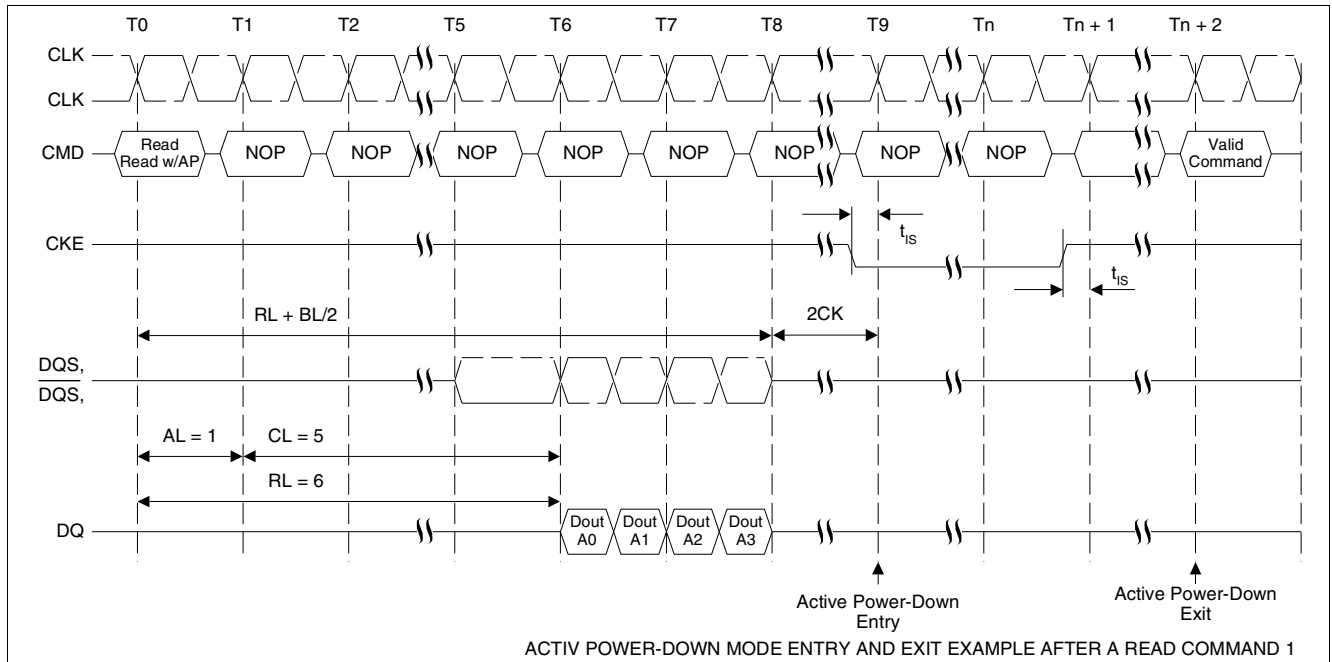 T0 T1 T2 T5 T6 T7 T8 T9 Tn Tn + 1 Tn + 2
CLK
CLK
CMD
Read
Read w/AP
NOP
NOP
NOP
NOP
NOP
NOP
NOP
NOP
Valid
Command
CKE
tIS
tIS
RL + BL/2
2CK
DQS,
DQS,
AL = 1
CL = 5
RL = 6
DQ
Dout
A0
Dout
A1
Dout
A2
Dout
A3
Active Power-Down
Entry
Active Power-Down
Exit
ACTIV POWER-DOWN MODE ENTRY AND EXIT EXAMPLE AFTER A READ COMMAND 1